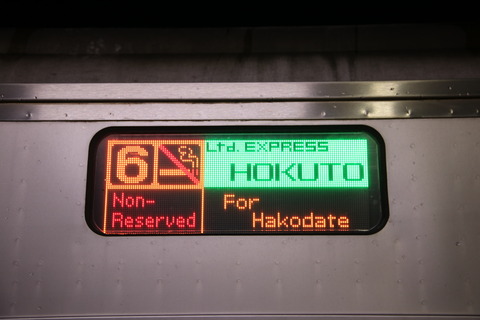 6
Ltd. EXPRESS
HOKUTO
Non-
Reserved
For
Hakodate